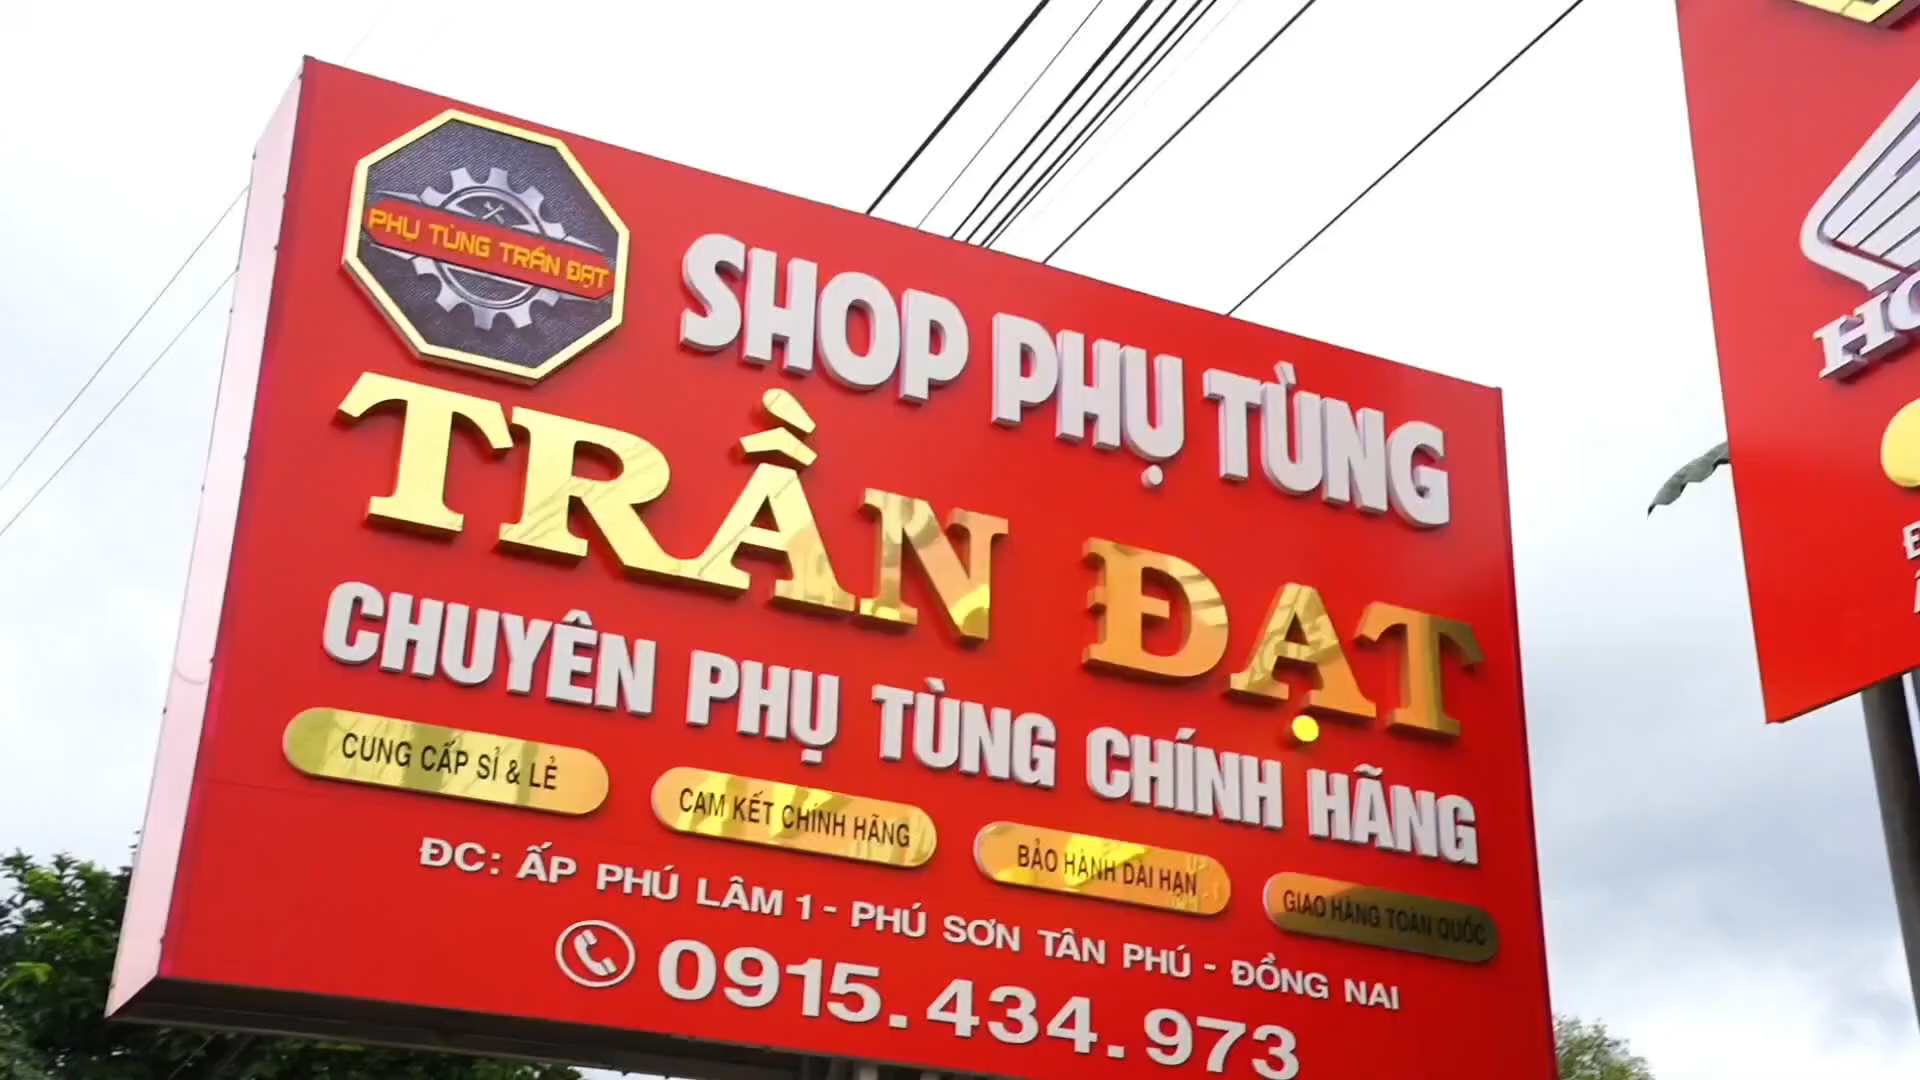 PHỤ TÙNG TRẦN ĐẠT
SHOP PHỤ TÙNG
TRẦN ĐẠT
CHUYÊN PHỤ TÙNG CHÍNH HÃNG
CUNG CẤP SỈ & LẺ
CAM KẾT CHÍNH HÃNG
BẢO HÀNH DÀI HẠN
GIAO HÀNG TOÀN QUỐC
ĐC: ẤP PHÚ LÂM 1 - PHÚ SƠN TÂN PHÚ - ĐỒNG NAI
0915.434.973